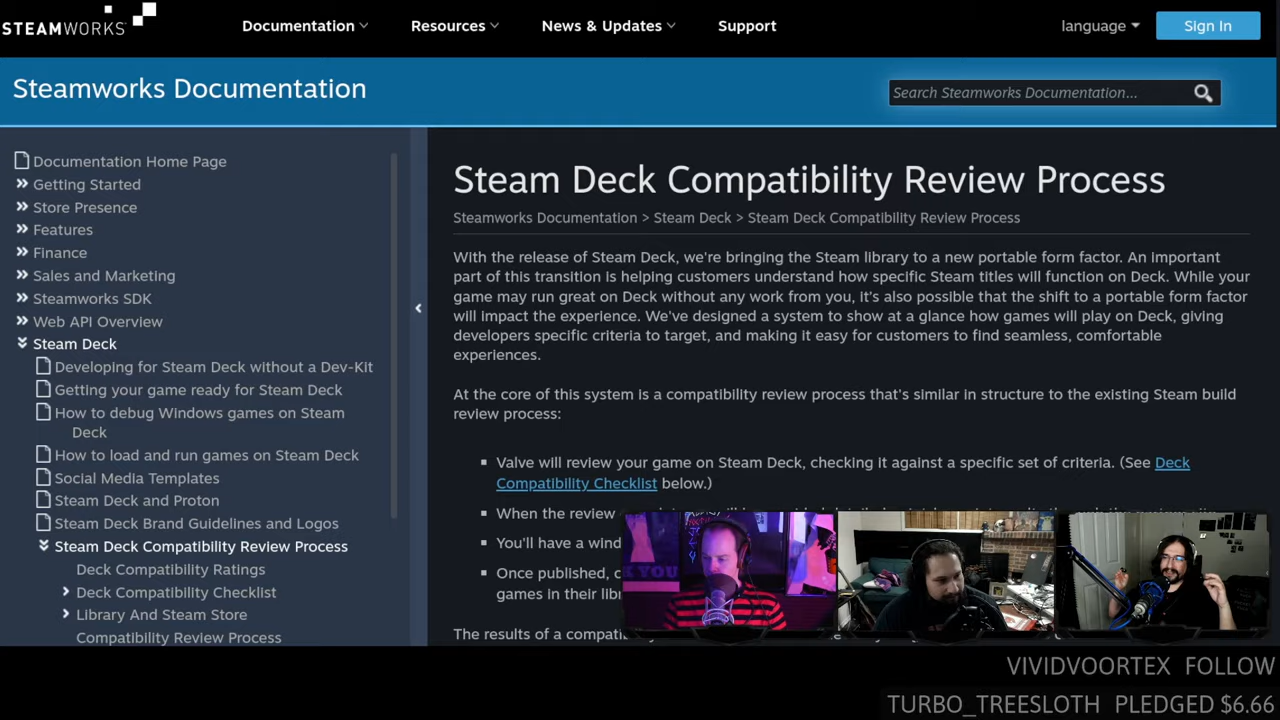 STEAMWORKS
Documentation
Resources
News & Updates
Support
language
Sign In
Steamworks Documentation
Search Steamworks Documentation...
Documentation Home Page
Getting Started
Store Presence
Features
Finance
Sales and Marketing
Steamworks SDK
Web API Overview
Steam Deck
Developing for Steam Deck without a Dev-Kit
Getting your game ready for Steam Deck
How to debug Windows games on Steam
Deck
How to load and run games on Steam Deck
Social Media Templates
Steam Deck and Proton
Steam Deck Brand Guidelines and Logos
Steam Deck Compatibility Review Process
Deck Compatibility Ratings
Deck Compatibility Checklist
Library And Steam Store
Compatibility Review Process
Steam Deck Compatibility Review Process
Steamworks Documentation > Steam Deck > Steam Deck Compatibility Review Process
With the release of Steam Deck, we're bringing the Steam library to a new portable form factor. An important
part of this transition is helping customers understand how specific Steam titles will function on Deck. While your
game may run great on Deck without any work from you, it's also possible that the shift to a portable form factor
will impact the experience. We've designed a system to show at a glance how games will play on Deck, giving
developers specific criteria to target, and making it easy for customers to find seamless, comfortable
experiences.
At the core of this system is a compatibility review process that's similar in structure to the existing Steam build
review process:
Valve will review your game on Steam Deck, checking it against a specific set of criteria. (See Deck
Compatibility Checklist below.)
When the review
You'll have a wind
Once published, c
games in their libr
The results of a compati
VIVIDVOORTEX FOLLOW
TURBO_TREESLOTH PLEDGED $6.66